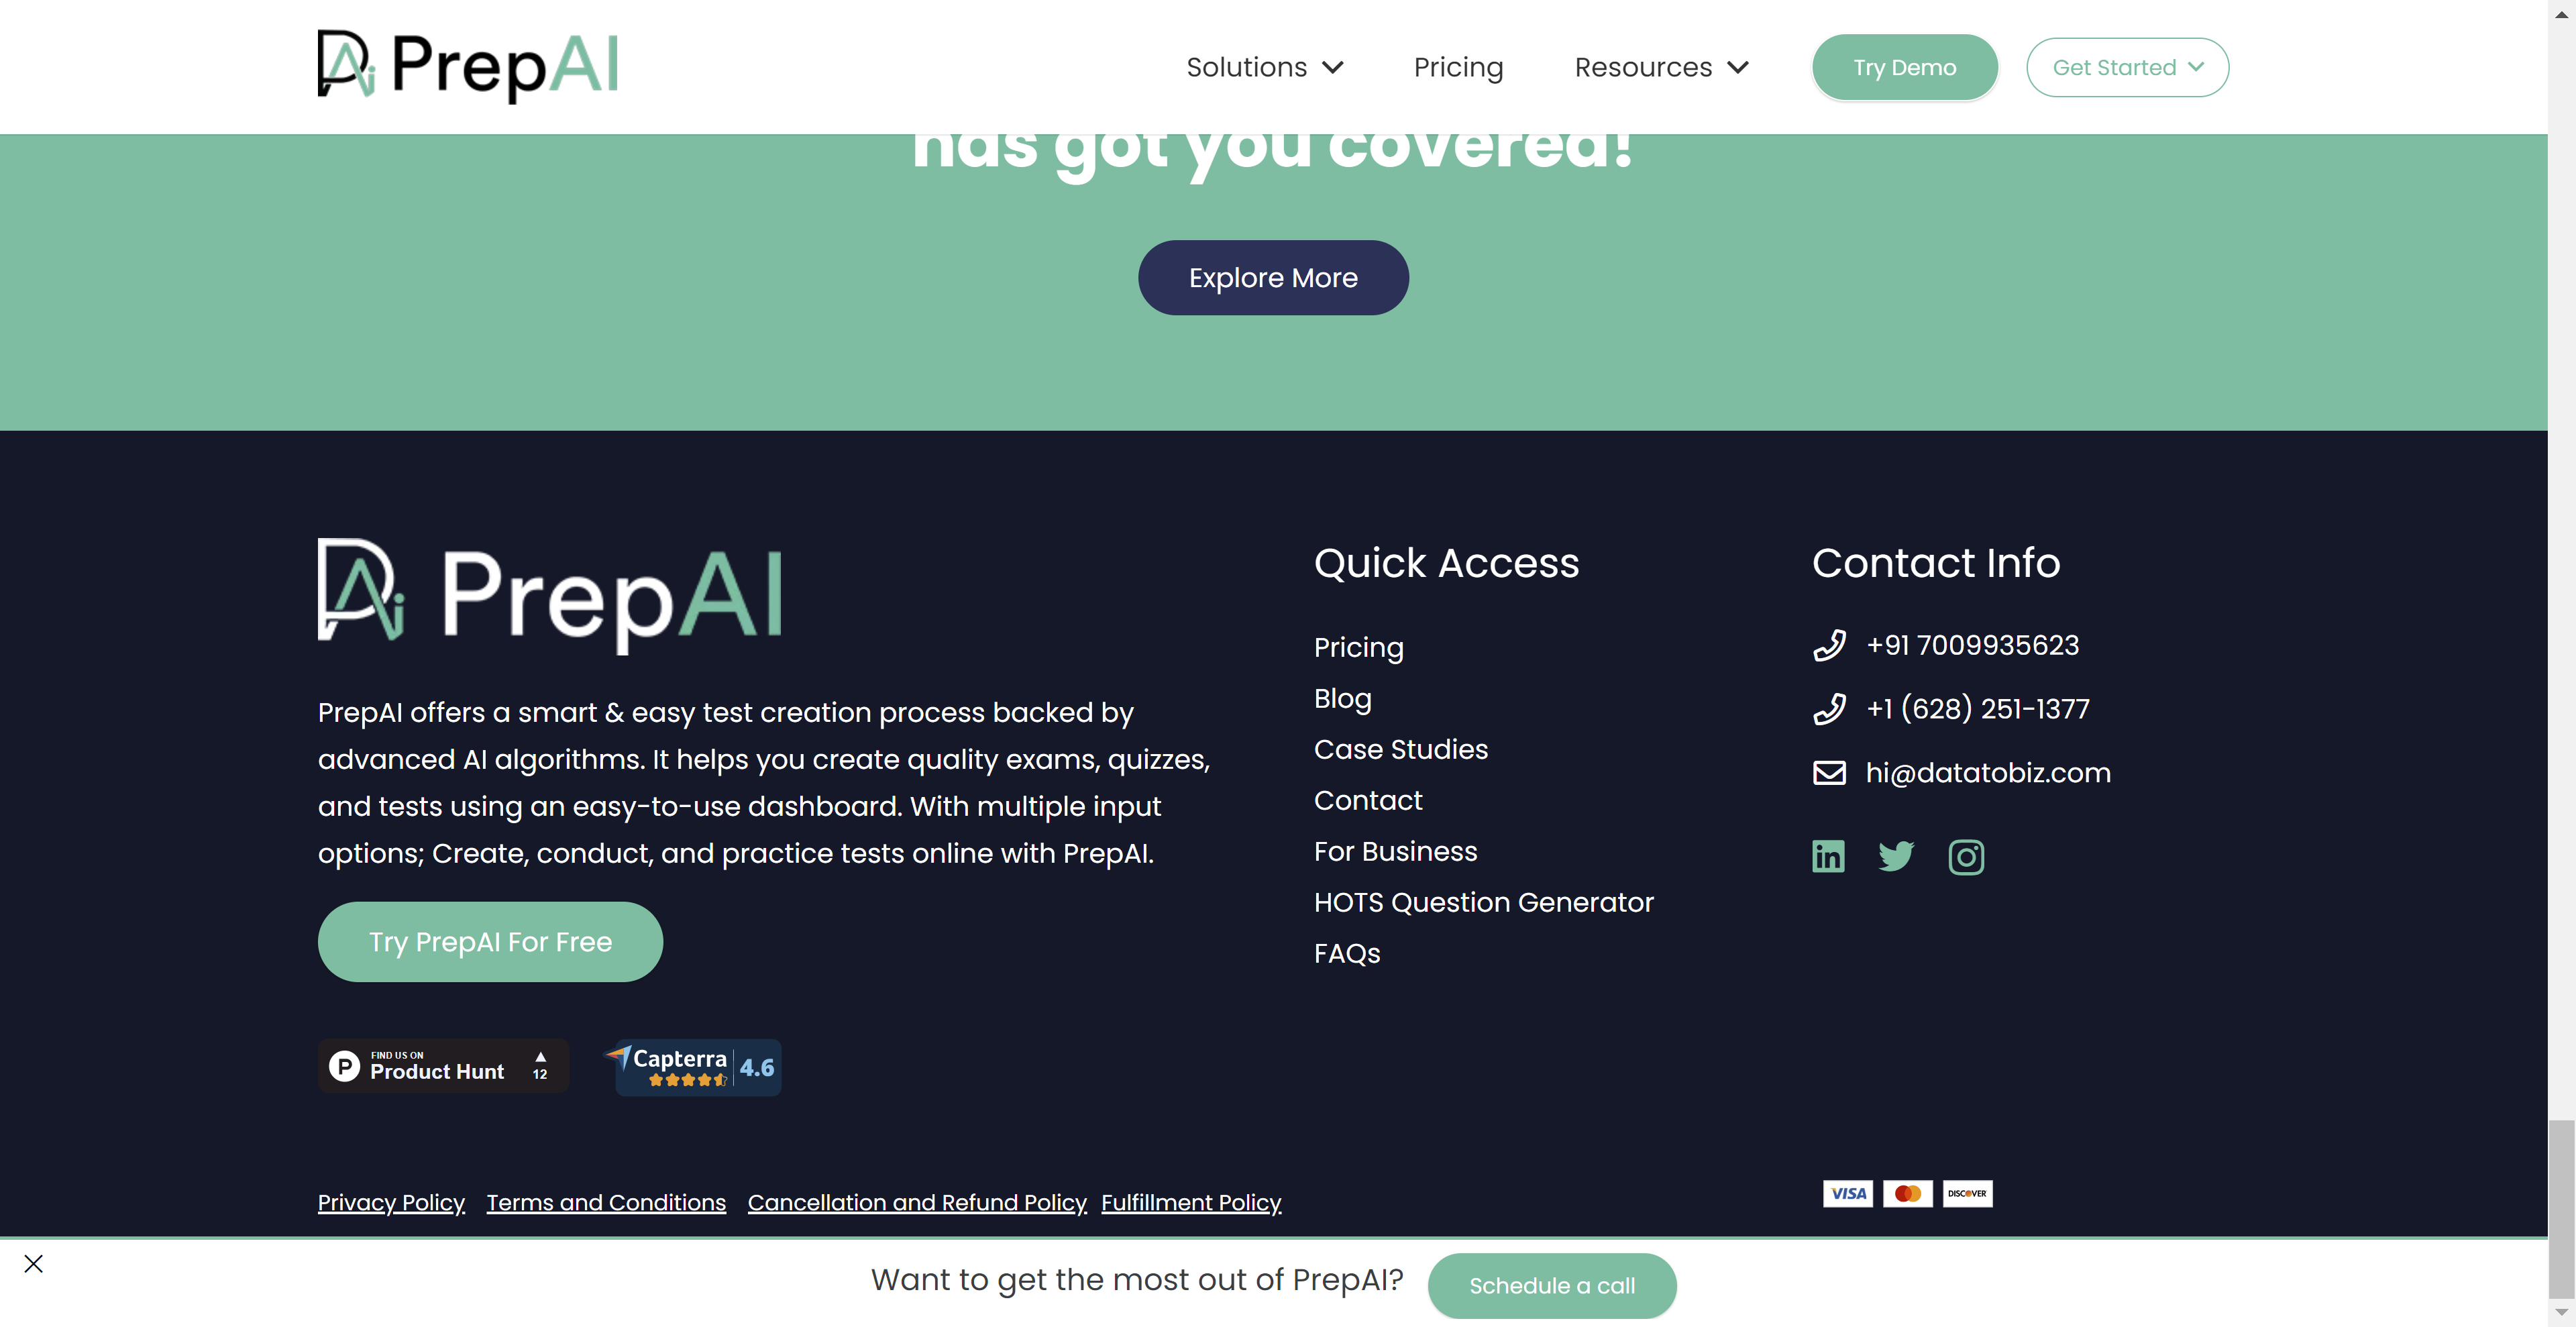 PrepAI
Solutions
Pricing
Resources
Try Demo
Get Started
has got you covered!
Explore More
PrepAI
PrepAI offers a smart & easy test creation process backed by
advanced AI algorithms. It helps you create quality exams, quizzes,
and tests using an easy-to-use dashboard. With multiple input
options; Create, conduct, and practice tests online with PrepAI.
Try PrepAI For Free
FIND US ON
Product Hunt
12
Capterra
4.6
Quick Access
Pricing
Blog
Case Studies
Contact
For Business
HOTS Question Generator
FAQs
Contact Info
+91 7009935623
+1 (628) 251-1377
hi@datatobiz.com
Privacy Policy
Terms and Conditions
Cancellation and Refund Policy
Fulfillment Policy
VISA
DISCOVER
Want to get the most out of PrepAI?
Schedule a call